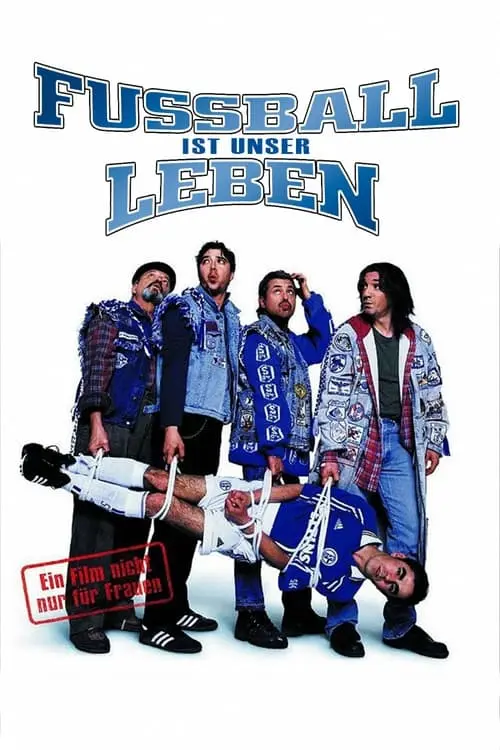 FUSSBALL
IST UNSER
LEBEN
Ein Film nicht
nur für Frauen